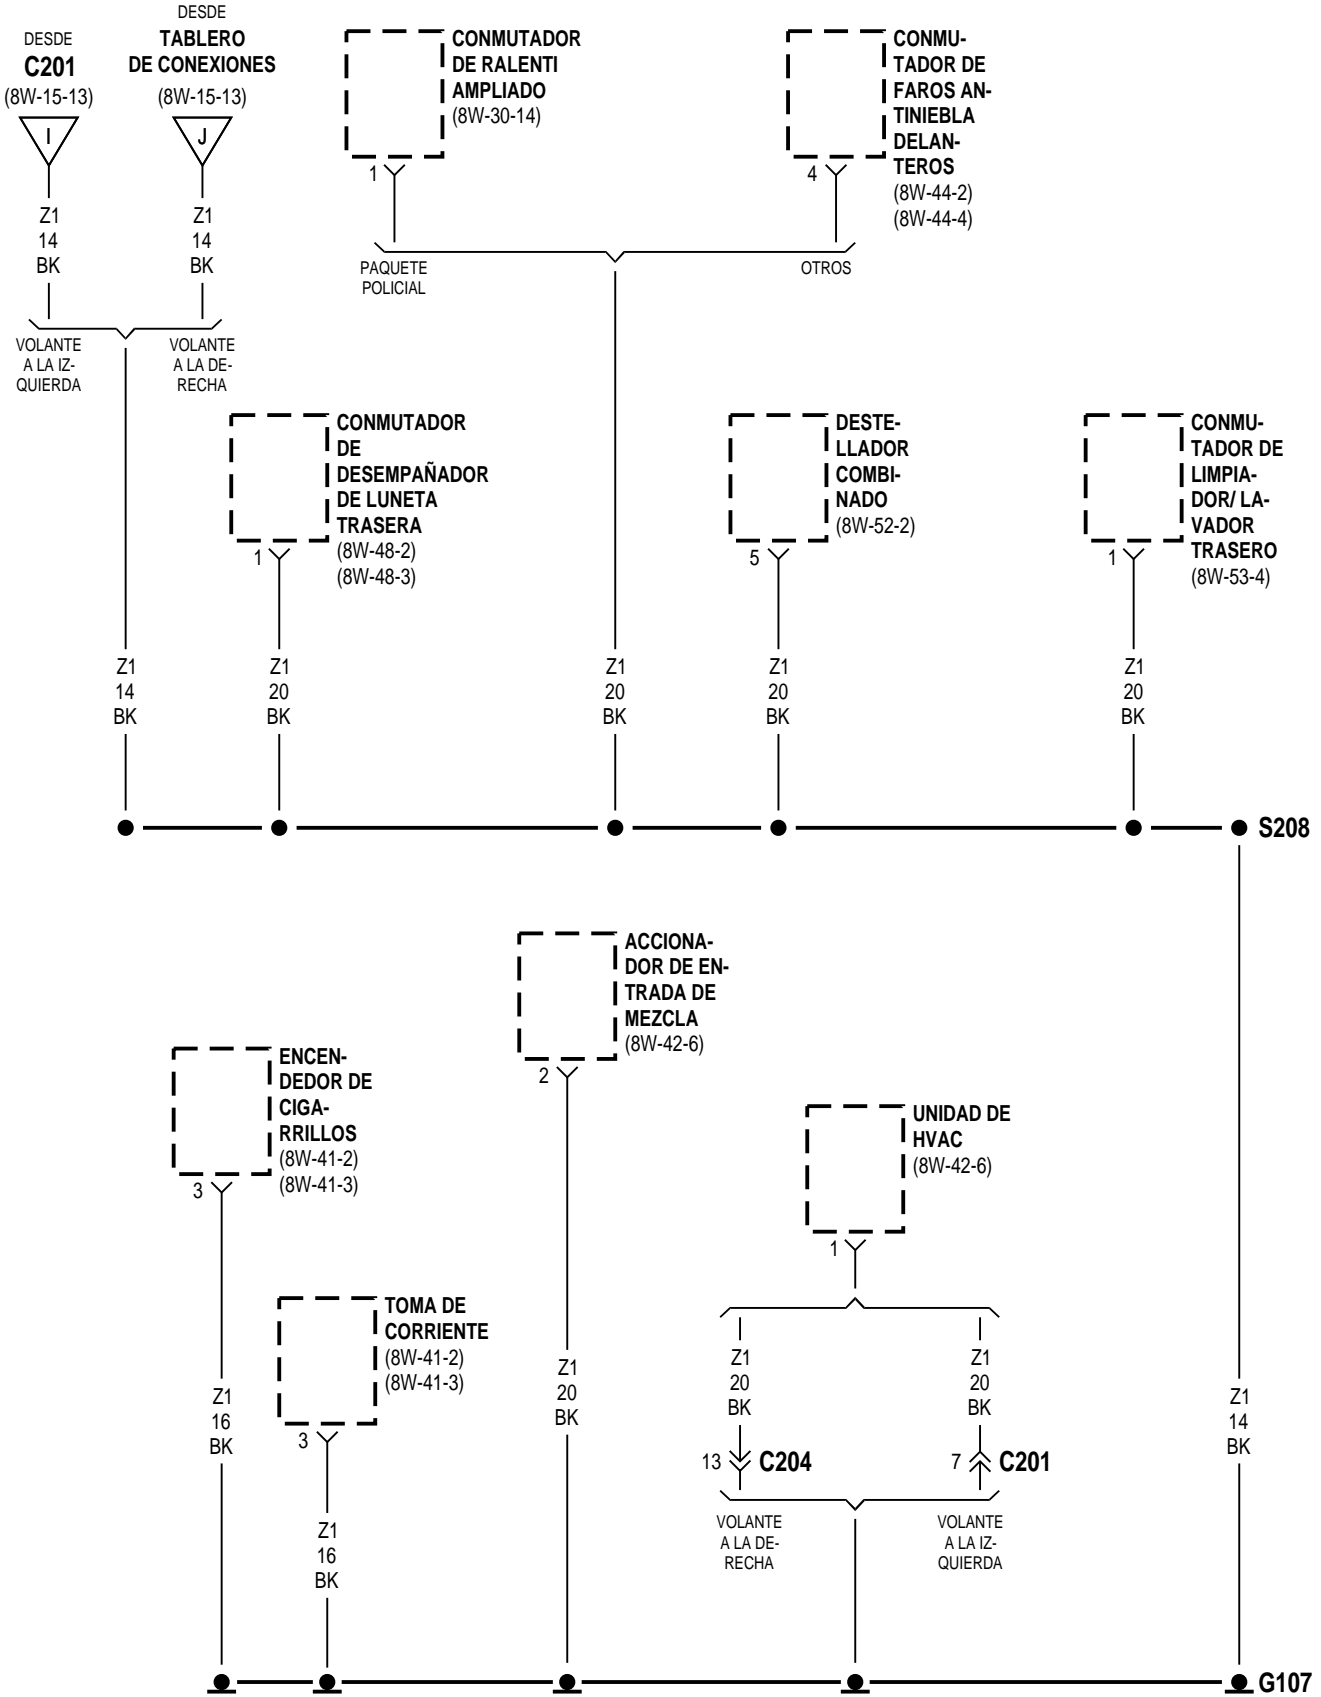 DESDE
C201
(8W-15-13)
I
DESDE
TABLERO
DE CONEXIONES
(8W-15-13)
J
CONMUTADOR
DE RALENTI
AMPLIADO
(8W-30-14)
1
CONMU-
TADOR DE
FAROS AN-
TINIEBLA
DELAN-
TEROS
(8W-44-2)
(8W-44-4)
4
Z1
14
BK
Z1
14
BK
PAQUETE
POLICIAL
OTROS
VOLANTE
A LA IZ-
QUIERDA
VOLANTE
A LA DE-
RECHA
CONMUTADOR
DE
DESEMPAÑADOR
DE LUNETA
TRASERA
(8W-48-2)
(8W-48-3)
1
DESTE-
LLADOR
COMBI-
NADO
(8W-52-2)
5
CONMU-
TADOR DE
LIMPIA-
DOR/ LA-
VADOR
TRASERO
(8W-53-4)
1
Z1
14
BK
Z1
20
BK
Z1
20
BK
Z1
20
BK
Z1
20
BK
S208
ACCIONA-
DOR DE EN-
TRADA DE
MEZCLA
(8W-42-6)
2
ENCEN-
DEDOR DE
CIGA-
RRILLOS
(8W-41-2)
(8W-41-3)
3
UNIDAD DE
HVAC
(8W-42-6)
1
TOMA DE
CORRIENTE
(8W-41-2)
(8W-41-3)
3
Z1
16
BK
Z1
20
BK
Z1
20
BK
Z1
20
BK
Z1
14
BK
13
C204
7
C201
Z1
16
BK
VOLANTE
A LA DE-
RECHA
VOLANTE
A LA IZ-
QUIERDA
G107